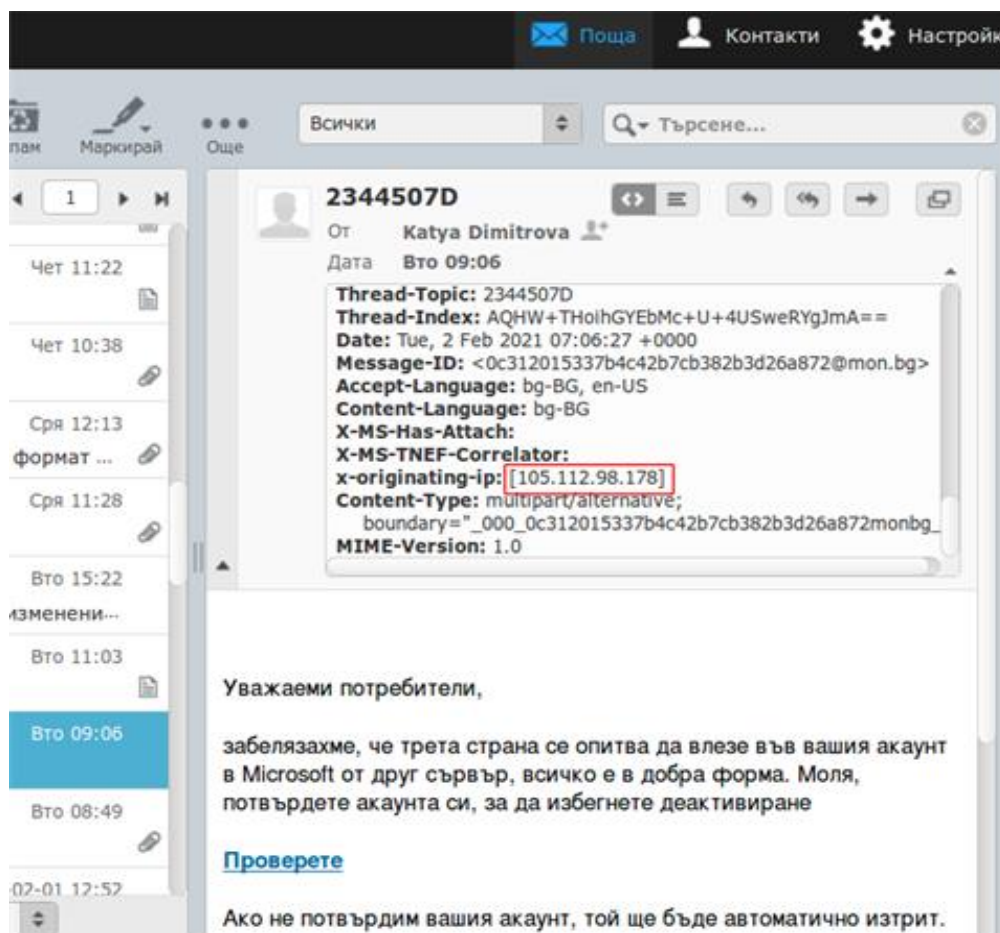 Поща
Контакти
Настройк
пам
Маркирай
Още
Всички
Търсене...
1
Чет 11:22
Чет 10:38
Сря 12:13
формат ...
Сря 11:28
Вто 15:22
изменени...
Вто 11:03
Вто 09:06
Вто 08:49
-02-01 12:52
2344507D
От Katya Dimitrova
Дата Вто 09:06
Thread-Topic: 2344507D
Thread-Index: AQHW+THoihGYEbMc+U+4USweRYgJmA==
Date: Tue, 2 Feb 2021 07:06:27 +0000
Message-ID: <0c312015337b4c42b7cb382b3d26a872@mon.bg>
Accept-Language: bg-BG, en-US
Content-Language: bg-BG
X-MS-Has-Attach:
X-MS-TNEF-Correlator:
x-originating-ip: [105.112.98.178]
Content-Type: multipart/alternative;
boundary="_000_0c312015337b4c42b7cb382b3d26a872monbg_
MIME-Version: 1.0
Уважаеми потребители,
забелязахме, че трета страна се опитва да влезе във вашия акаунт
в Microsoft от друг сървър, всичко е в добра форма. Моля,
потвърдете акаунта си, за да избегнете деактивиране
Проверете
Ако не потвърдим вашия акаунт, той ще бъде автоматично изтрит.